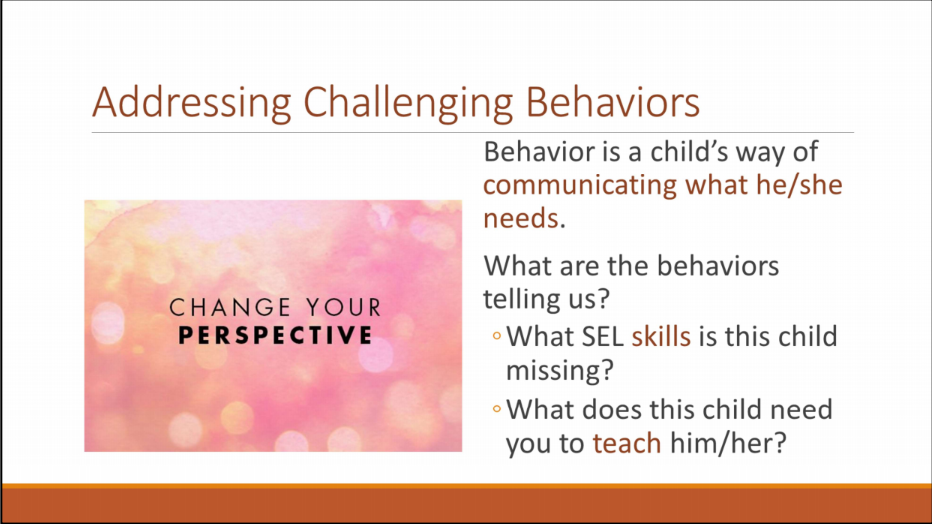 Addressing Challenging Behaviors
CHANGE YOUR
PERSPECTIVE
Behavior is a child’s way of
communicating what he/she
needs.
What are the behaviors
telling us?
◦What SEL skills is this child
missing?
◦What does this child need
you to teach him/her?